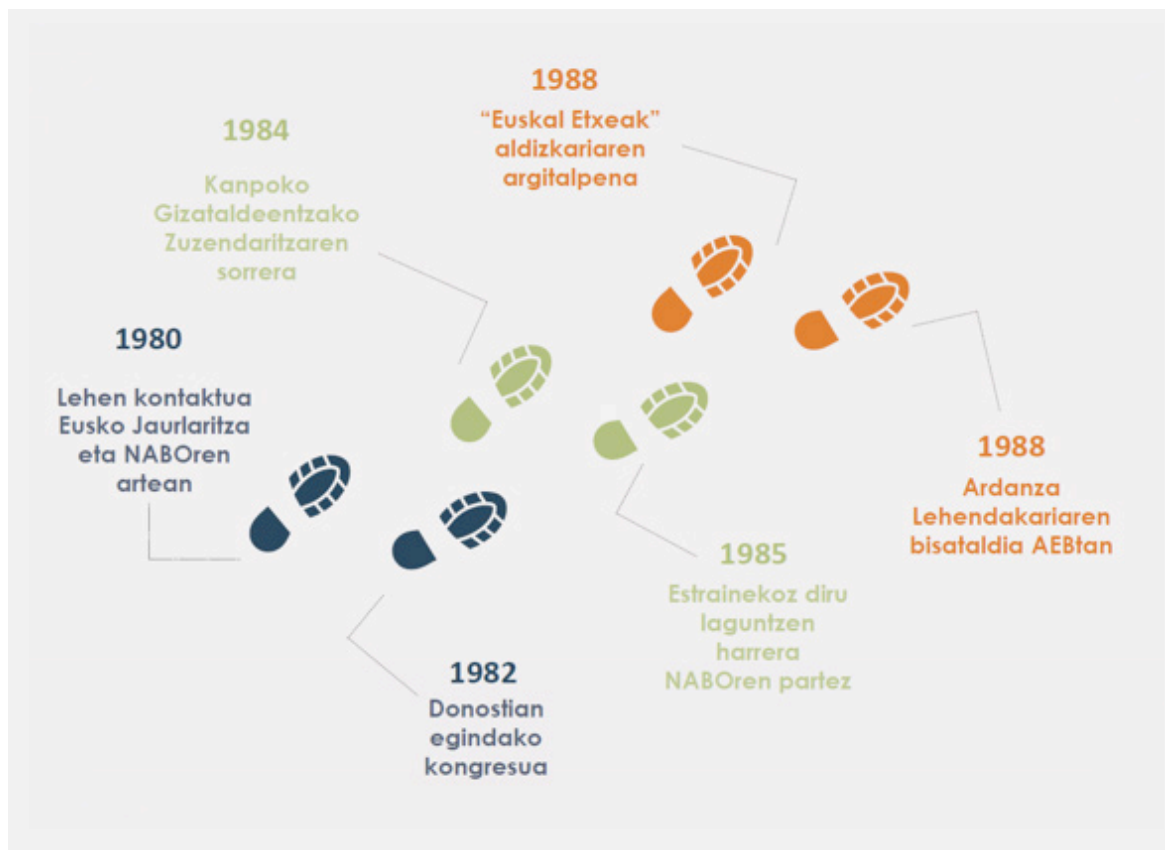 1980
Lehen kontaktua
Eusko Jaurlaritza
eta NABOren
artean
1982
Donostian
egindako
kongresua
1984
Kanpoko
Gizataldeentzako
Zuzendaritzaren
sorrera
1985
Estrainekoz diru
laguntzen
harrera
NABOren partez
1988
“Euskal Etxeak”
aldizkariaren
argitalpena
1988
Ardanza
Lehendakariaren
bisataldia AEBtan